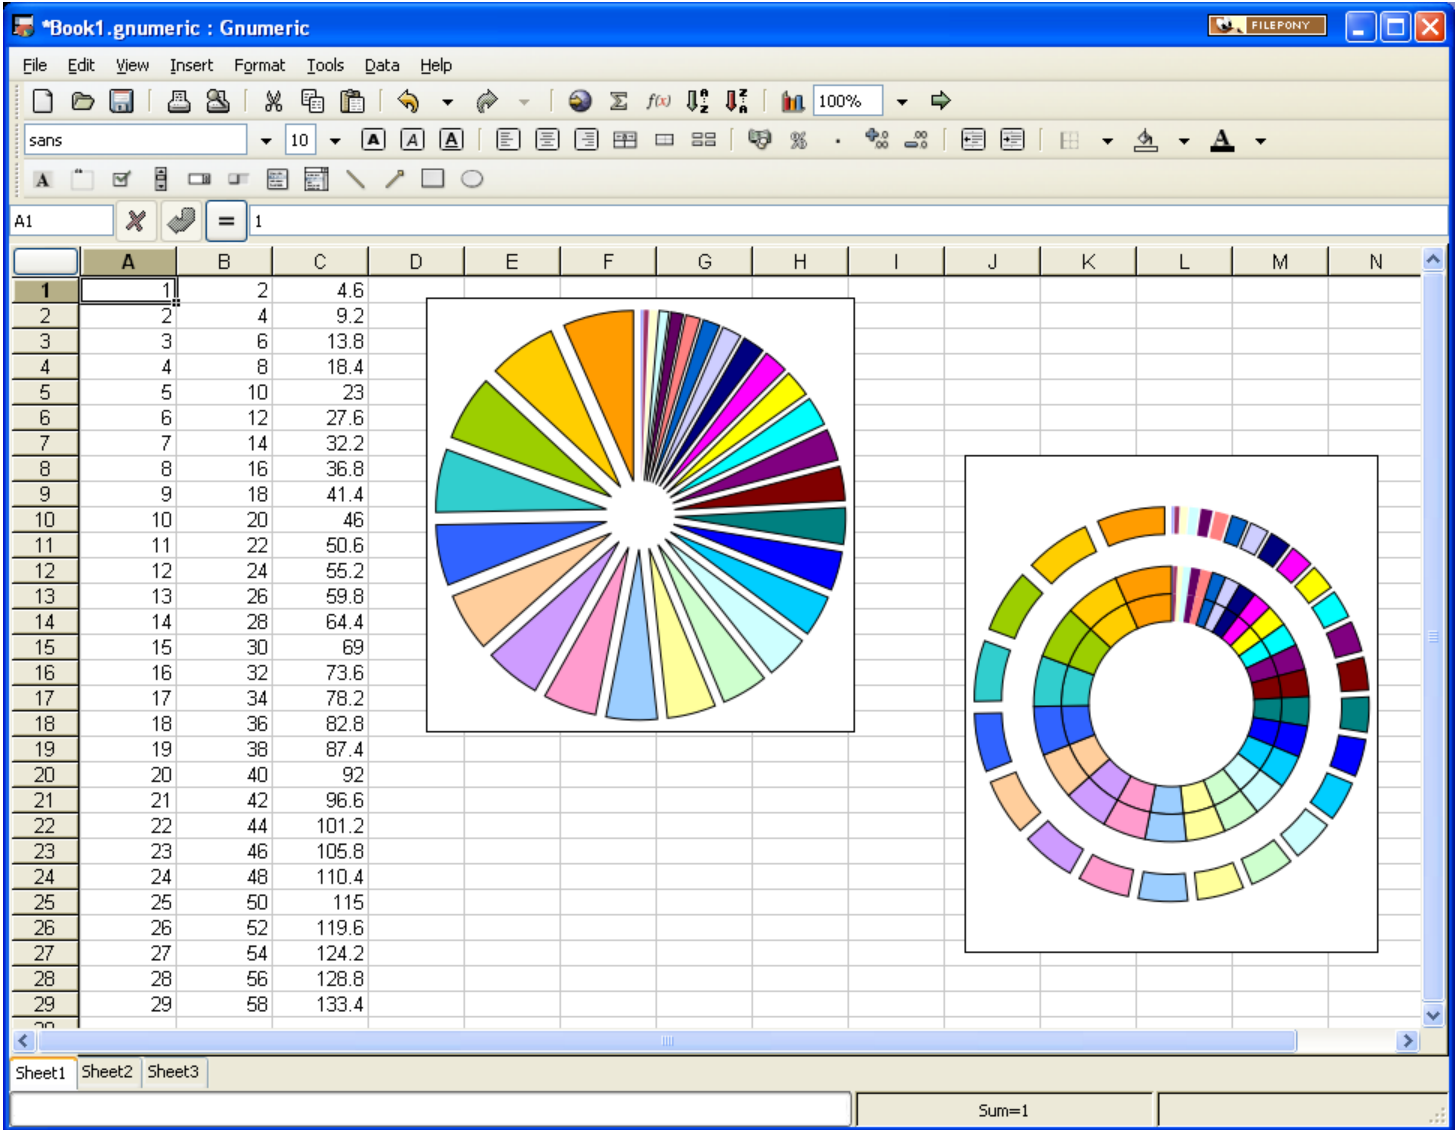 *Book1.gnumeric : Gnumeric FILEPONY
File Edit View Insert Format Tools Data Help
100%
f(x) A Z Z A
sans 10 A A A % A
A
A1 = 1
A B C D E F G H I J K L M N
1 1 2 4.6
2 2 4 9.2
3 3 6 13.8
4 4 8 18.4
5 5 10 23
6 6 12 27.6
7 7 14 32.2
8 8 16 36.8
9 9 18 41.4
10 10 20 46
11 11 22 50.6
12 12 24 55.2
13 13 26 59.8
14 14 28 64.4
15 15 30 69
16 16 32 73.6
17 17 34 78.2
18 18 36 82.8
19 19 38 87.4
20 20 40 92
21 21 42 96.6
22 22 44 101.2
23 23 46 105.8
24 24 48 110.4
25 25 50 115
26 26 52 119.6
27 27 54 124.2
28 28 56 128.8
29 29 58 133.4
Sheet1 Sheet2 Sheet3
Sum=1